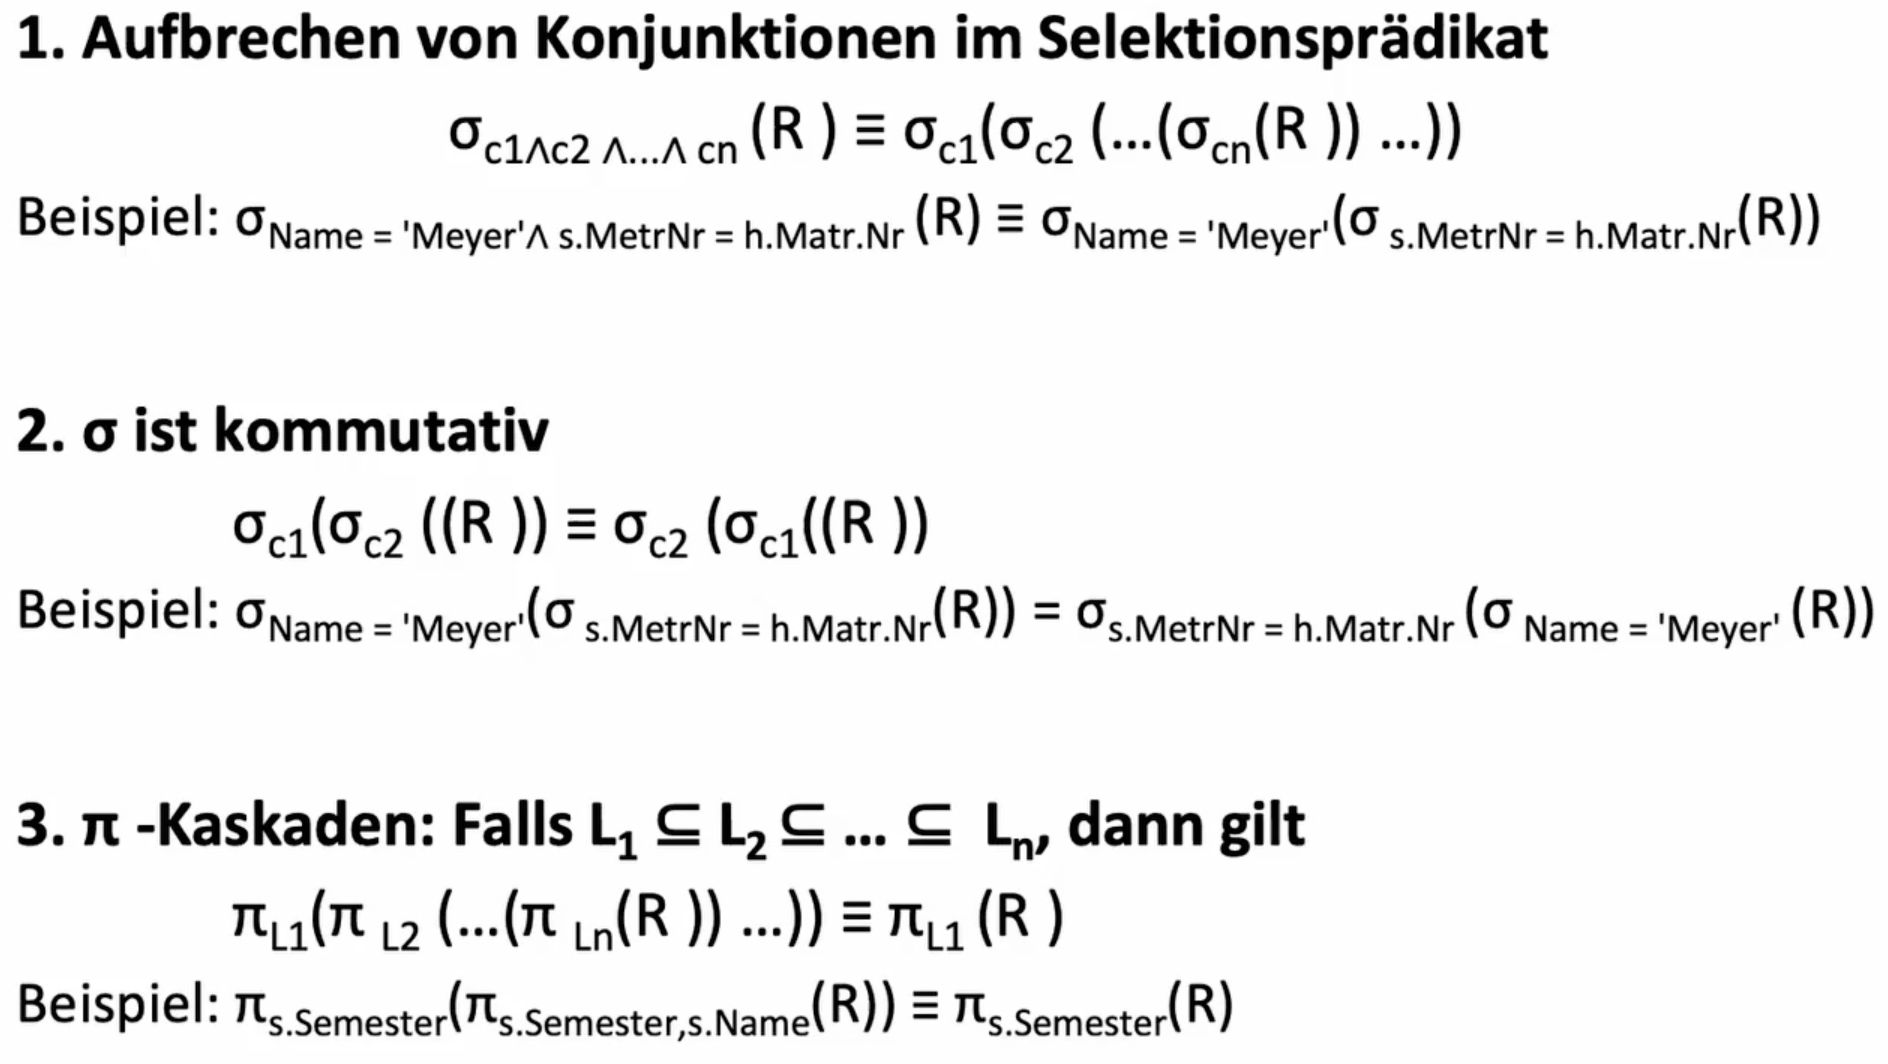 1. Aufbrechen von Konjunktionen im Selektionsprädikat
σc1∧c2 ∧...∧ cn (R ) ≡ σc1(σc2 (...(σcn(R )) ...))
Beispiel: σName = 'Meyer'∧ s.MetrNr = h.Matr.Nr (R) ≡ σName = 'Meyer'(σ s.MetrNr = h.Matr.Nr(R))
2. σ ist kommutativ
σc1(σc2 ((R )) ≡ σc2 (σc1((R ))
Beispiel: σName = 'Meyer'(σ s.MetrNr = h.Matr.Nr(R)) = σs.MetrNr = h.Matr.Nr (σ Name = 'Meyer' (R))
3. π -Kaskaden: Falls L1 ⊆ L2 ⊆ ... ⊆ Ln, dann gilt
πL1(π L2 (...(π Ln(R )) ...)) ≡ πL1 (R )
Beispiel: πs.Semester(πs.Semester,s.Name(R)) ≡ πs.Semester(R)